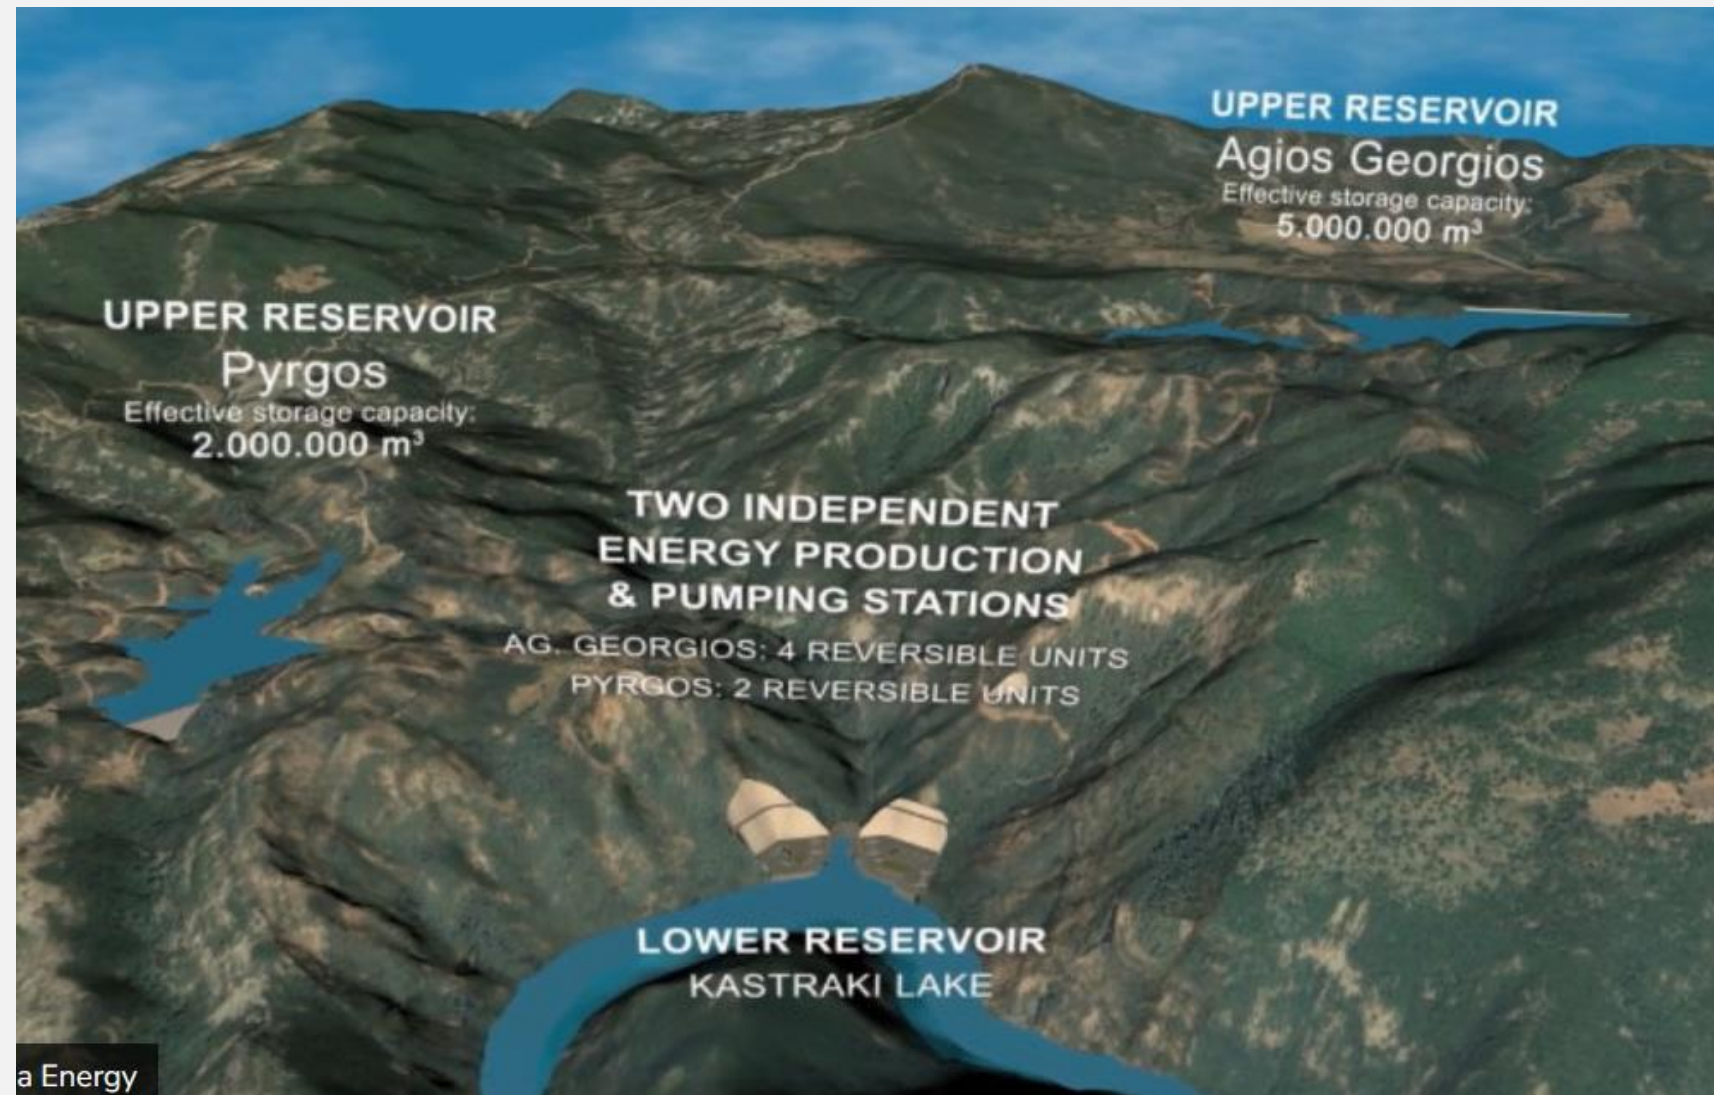 UPPER RESERVOIR
Agios Georgios
Effective storage capacity:
5.000.000 m³
UPPER RESERVOIR
Pyrgos
Effective storage capacity:
2.000.000 m³
TWO INDEPENDENT
ENERGY PRODUCTION
& PUMPING STATIONS
AG. GEORGIOS: 4 REVERSIBLE UNITS
PYRGOS: 2 REVERSIBLE UNITS
LOWER RESERVOIR
KASTRAKI LAKE
a Energy